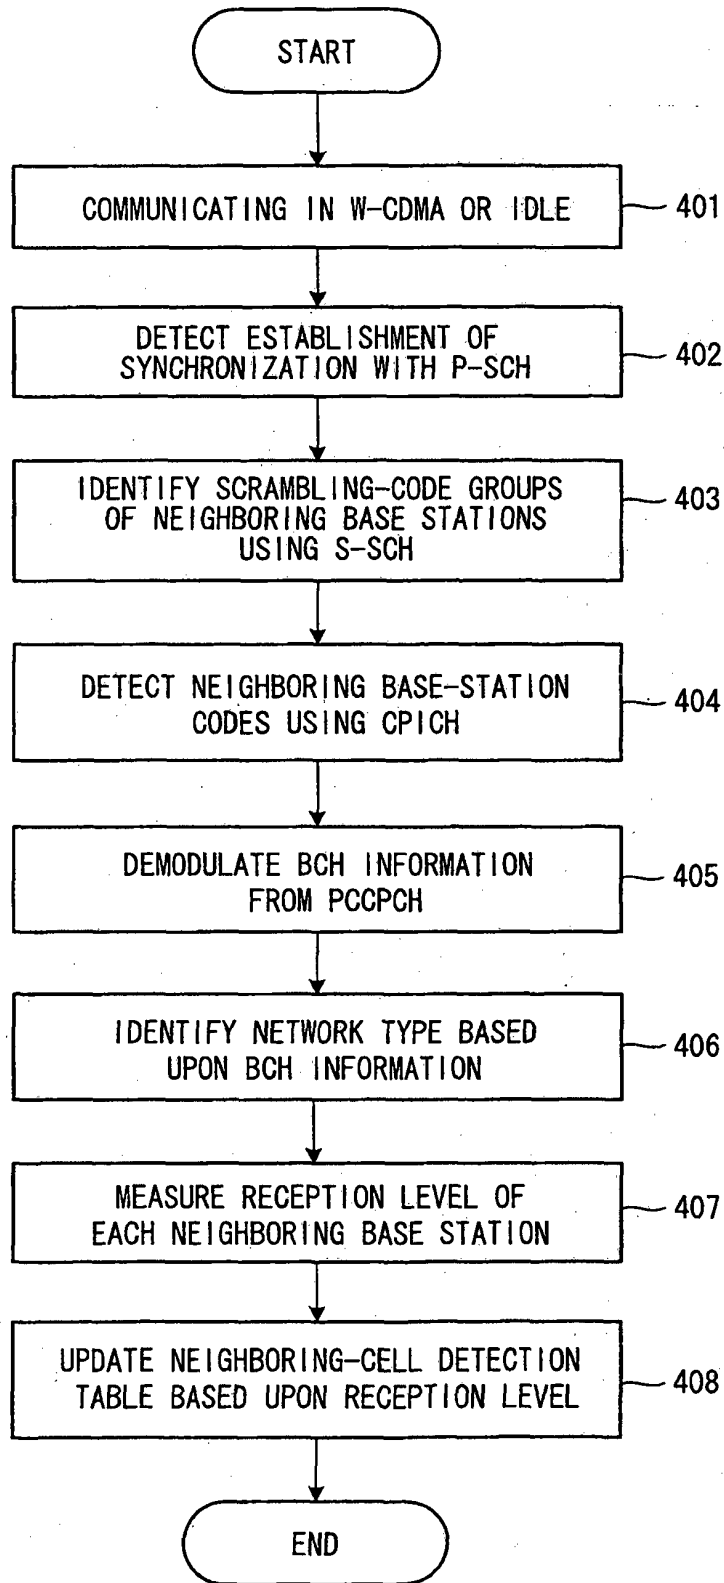 START
COMMUNICATING IN W-CDMA OR IDLE
401
DETECT ESTABLISHMENT OF
SYNCHRONIZATION WITH P-SCH
402
IDENTIFY SCRAMBLING-CODE GROUPS
OF NEIGHBORING BASE STATIONS
USING S-SCH
403
DETECT NEIGHBORING BASE-STATION
CODES USING CPICH
404
DEMODULATE BCH INFORMATION
FROM PCCPCH
405
IDENTIFY NETWORK TYPE BASED
UPON BCH INFORMATION
406
MEASURE RECEPTION LEVEL OF
EACH NEIGHBORING BASE STATION
407
UPDATE NEIGHBORING-CELL DETECTION
TABLE BASED UPON RECEPTION LEVEL
408
END